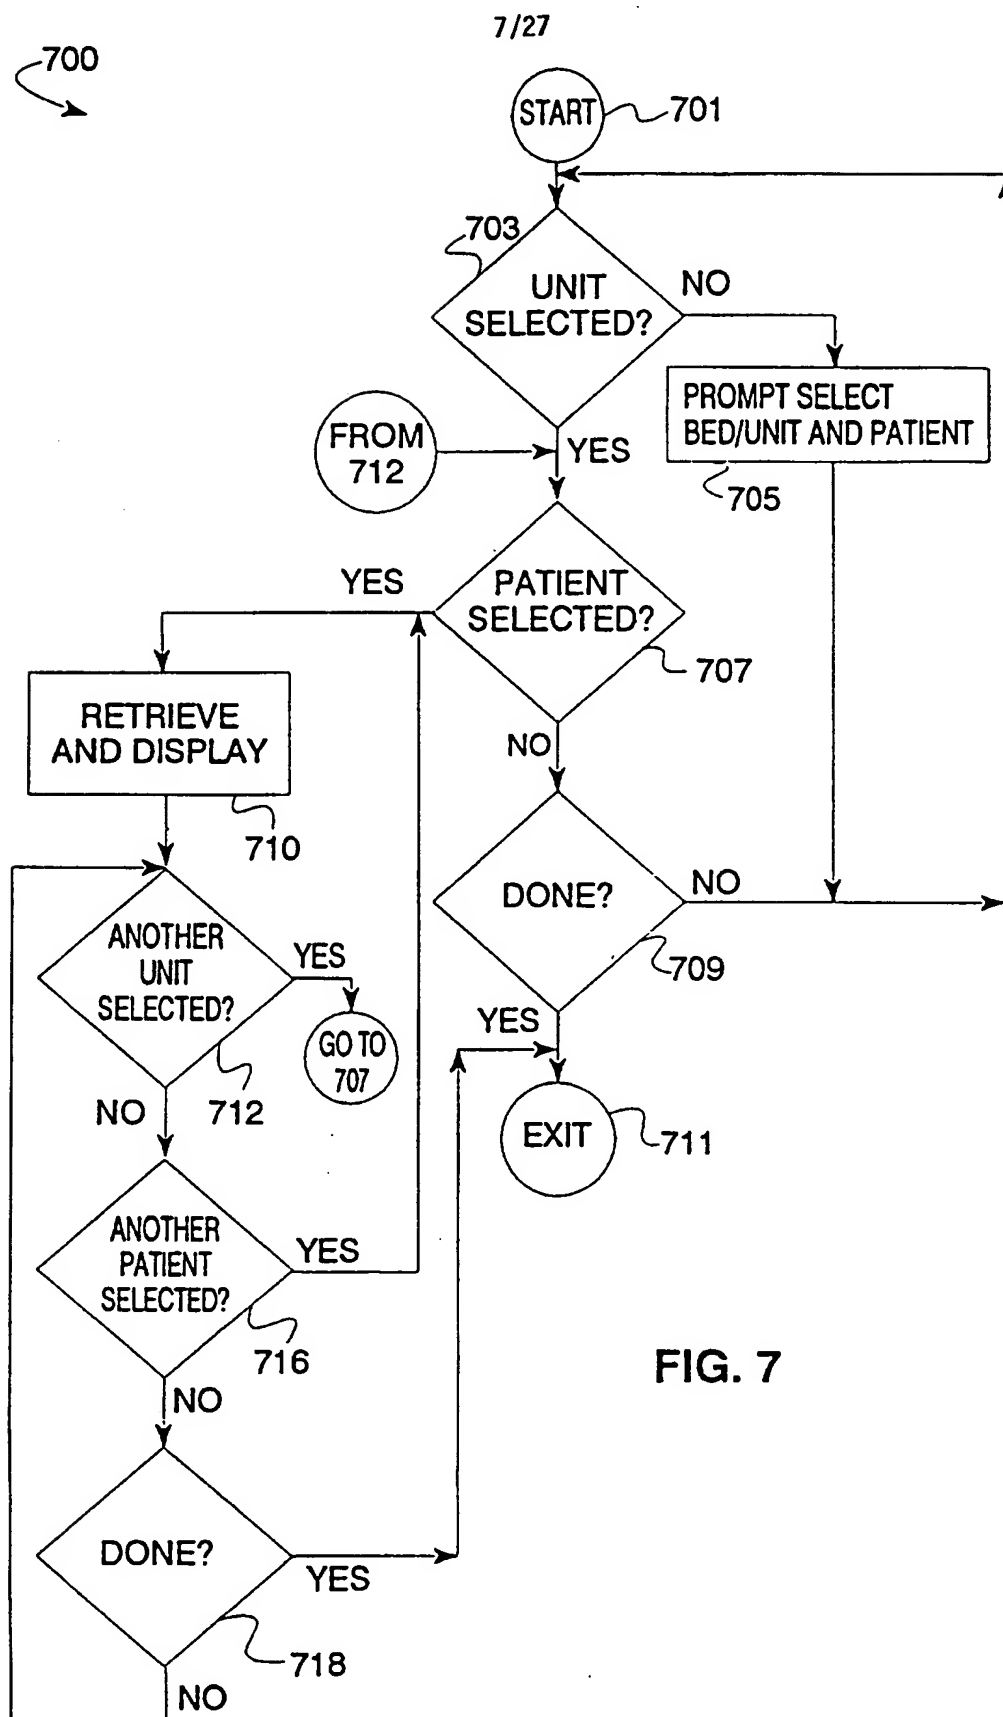 7/27
700
START
701
703
UNIT
SELECTED?
NO
PROMPT SELECT
BED/UNIT AND PATIENT
705
FROM
712
YES
PATIENT
SELECTED?
YES
707
RETRIEVE
AND DISPLAY
710
NO
DONE?
NO
709
ANOTHER
UNIT
SELECTED?
YES
GO TO
707
712
NO
YES
EXIT
711
ANOTHER
PATIENT
SELECTED?
YES
716
NO
FIG. 7
DONE?
YES
718
NO